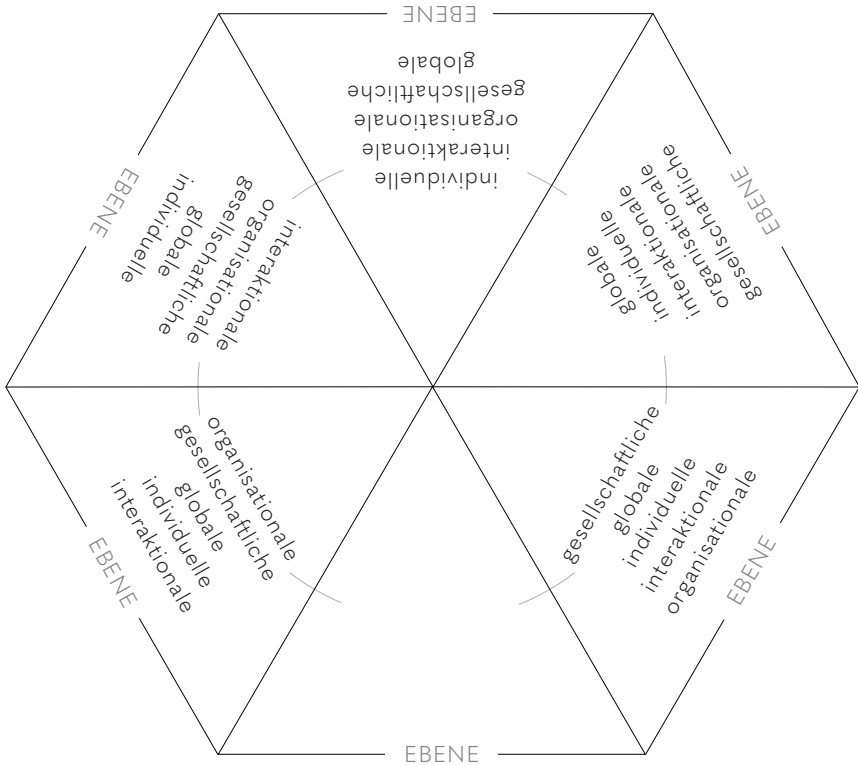 individuelle
interaktionale
organisationale
gesellschaftliche
globale
EBENE
globale
individuelle
interaktionale
organisationale
gesellschaftliche
EBENE
gesellschaftliche
globale
individuelle
interaktionale
organisationale
EBENE
EBENE
organisationale
gesellschaftliche
globale
individuelle
interaktionale
EBENE
interaktionale
organisationale
gesellschaftliche
globale
individuelle
EBENE